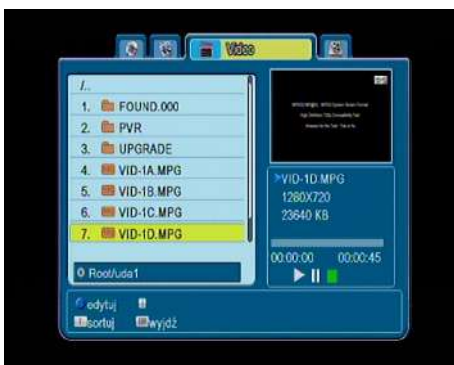 Video
/..
1. FOUND.000
2. PVR
3. UPGRADE
4. VID-1A.MPG
5. VID-1B.MPG
6. VID-1C.MPG
7. VID-1D.MPG
Root/uda1
VID-1D.MPG
1280X720
23640 KB
00:00:00 00:00:45
edytuj
sortuj
wyjdź